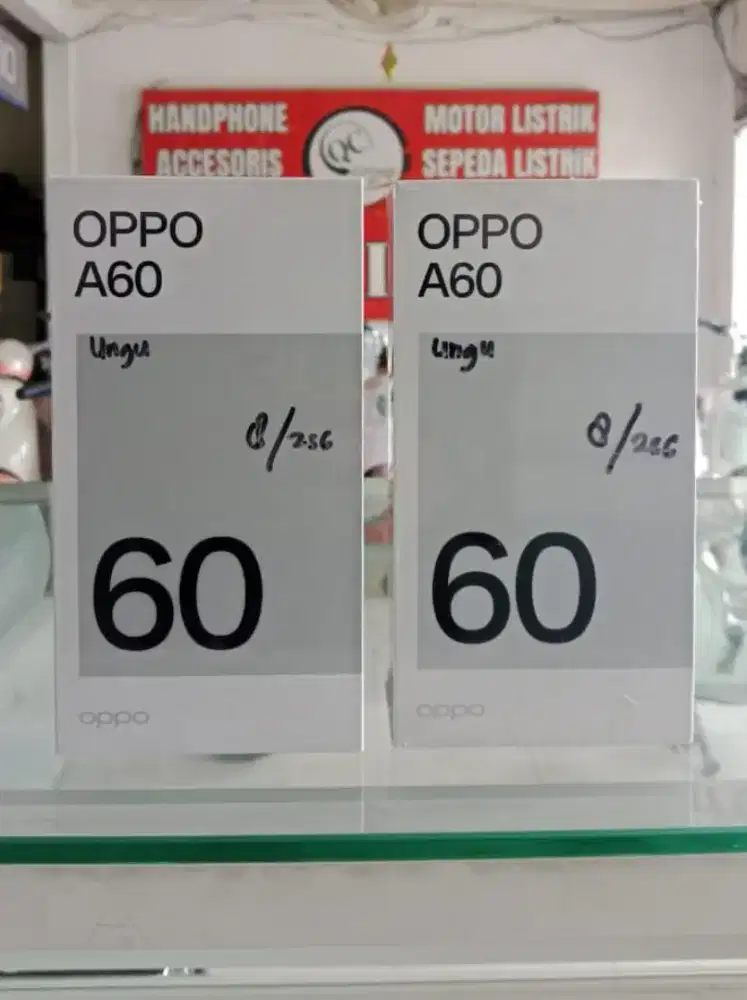 HANDPHONE
ACCESORIS
QC
MOTOR LISTRIK
SEPEDA LISTRIK
OPPO
A60
Ungu
8/256
60
oppo
OPPO
A60
Ungu
8/256
60
oppo